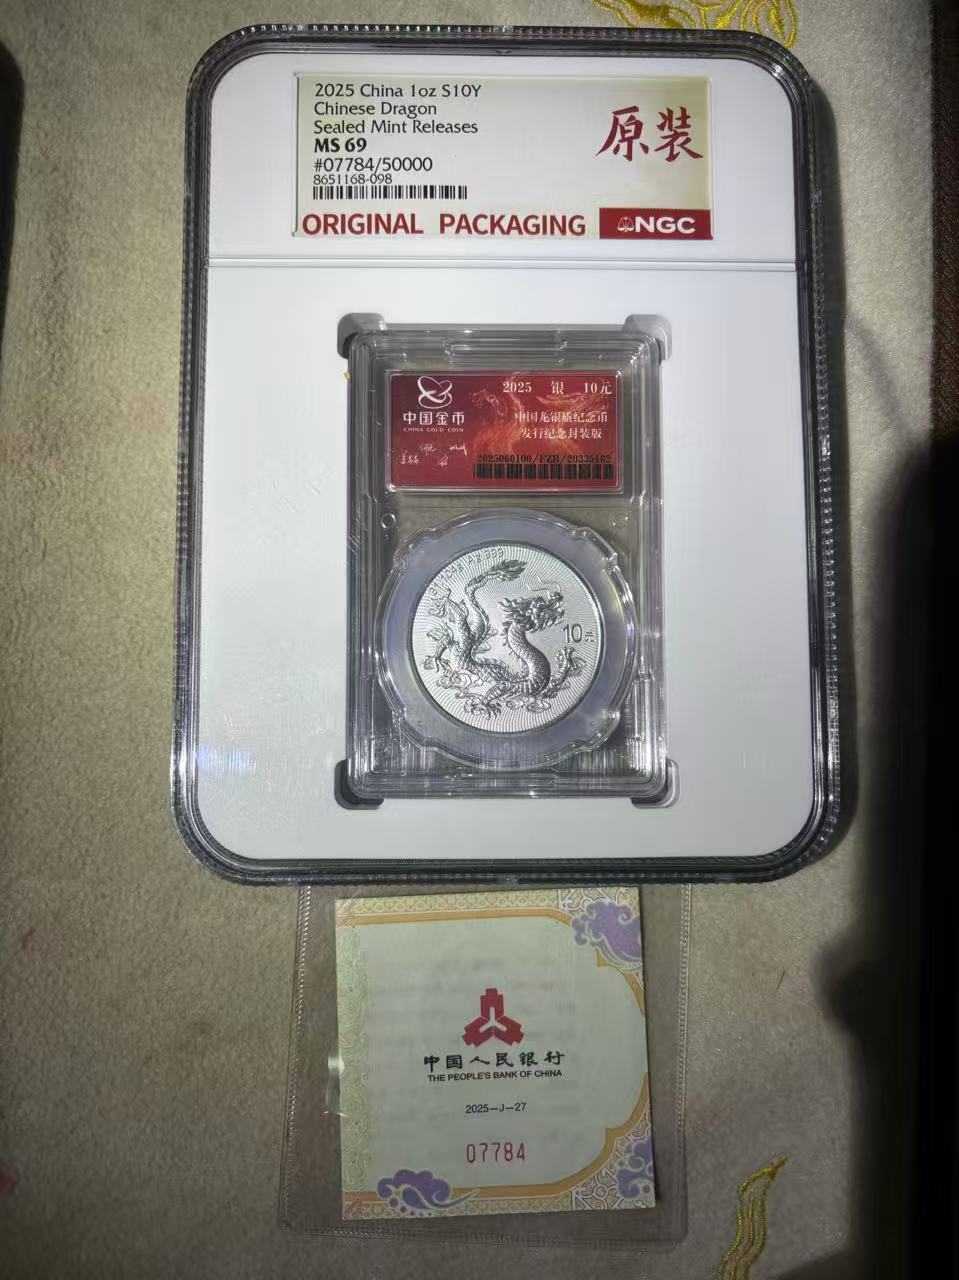 2025 China 1oz S10Y
Chinese Dragon
Sealed Mint Releases
MS 69
#07784/50000
8651168-098
原装
ORIGINAL PACKAGING
NGC
2025 银 10元
中国金币
CHINA GOLD COIN
中国龙银质纪念币
发行纪念封装版
2025060100/FZB/20335162
Ag 999
10元
中国人民银行
THE PEOPLE'S BANK OF CHINA
2025-J-27
07784